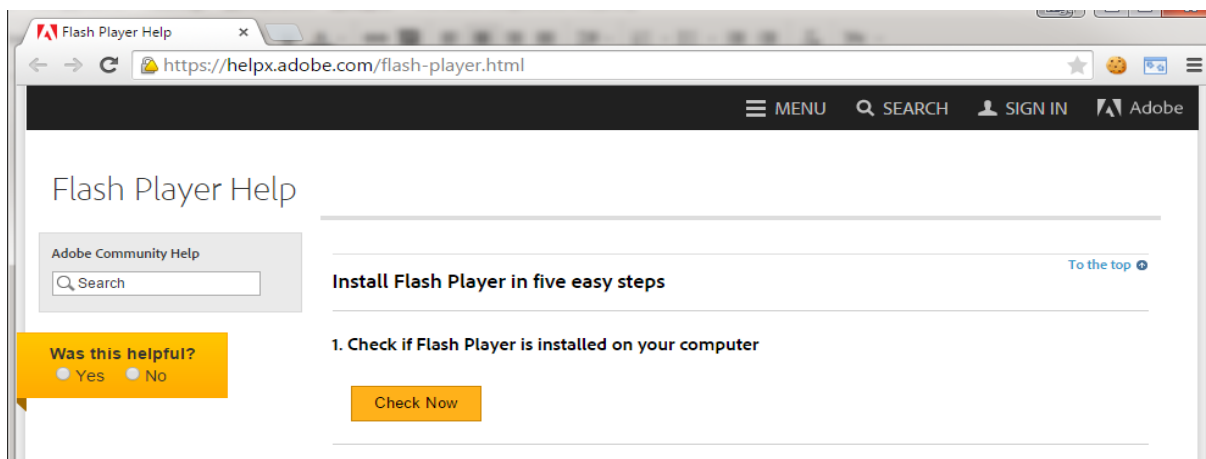 Flash Player Help
https://helpx.adobe.com/flash-player.html
MENU SEARCH SIGN IN Adobe
Flash Player Help
Adobe Community Help
Search
To the top
Install Flash Player in five easy steps
Was this helpful?
Yes No
1. Check if Flash Player is installed on your computer
Check Now